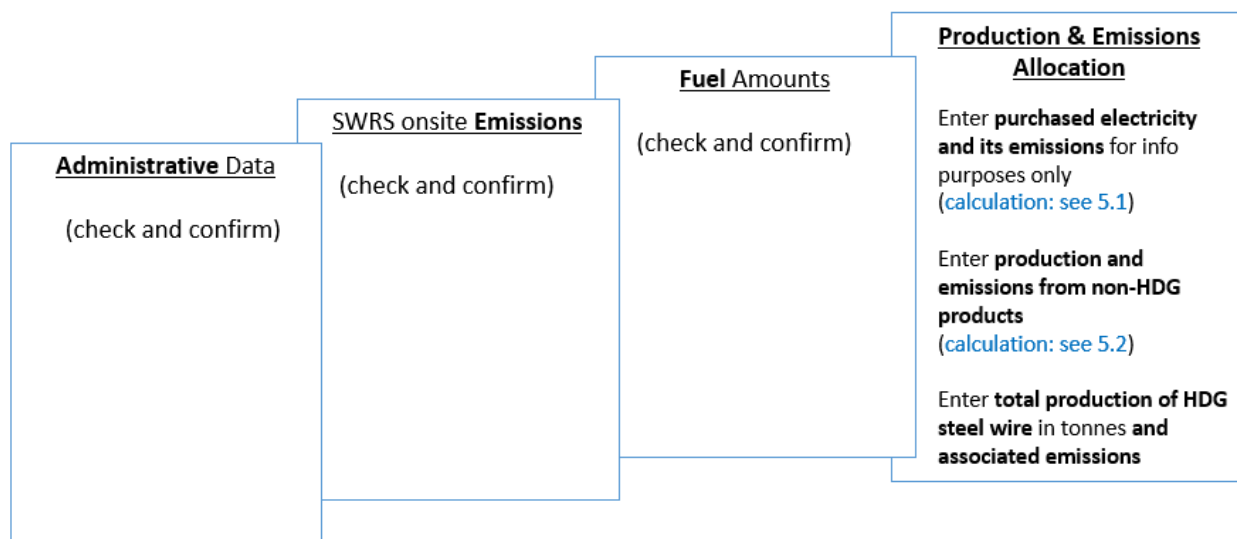 Administrative Data
(check and confirm)
SWRS onsite Emissions
(check and confirm)
Fuel Amounts
(check and confirm)
Production & Emissions
Allocation
Enter purchased electricity
and its emissions for info
purposes only
(calculation: see 5.1)
Enter production and
emissions from non-HDG
products
(calculation: see 5.2)
Enter total production of HDG
steel wire in tonnes and
associated emissions